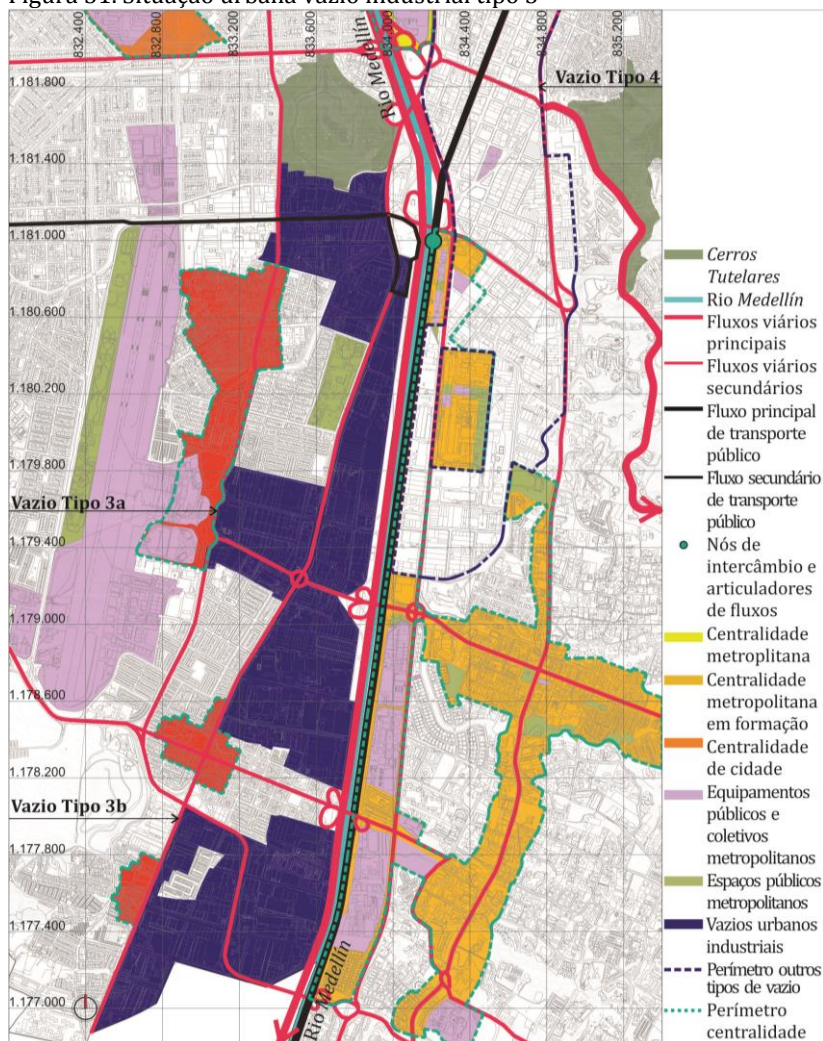 Figura 31: Situação urbana vazio industrial tipo 3
832.400
832.800
833.200
833.600
834.000
834.400
834.800
835.200
1.181.800
1.181.400
1.181.000
1.180.600
1.180.200
1.179.800
1.179.400
1.179.000
1.178.600
1.178.200
1.177.800
1.177.400
1.177.000
Rio Medellín
Vazio Tipo 4
Vazio Tipo 3a
Vazio Tipo 3b
Rio Medellín
Cerros
Tutelares
Rio Medellín
Fluxos viários
principais
Fluxos viários
secundários
Fluxo principal
de transporte
público
Fluxo secundário
de transporte
público
Nós de
intercâmbio e
articuladores
de fluxos
Centralidade
metroplitana
Centralidade
metropolitana
em formação
Centralidade
de cidade
Equipamentos
públicos e
coletivos
metropolitanos
Espaços públicos
metropolitanos
Vazios urbanos
industriais
Perímetro outros
tipos de vazio
Perímetro
centralidade